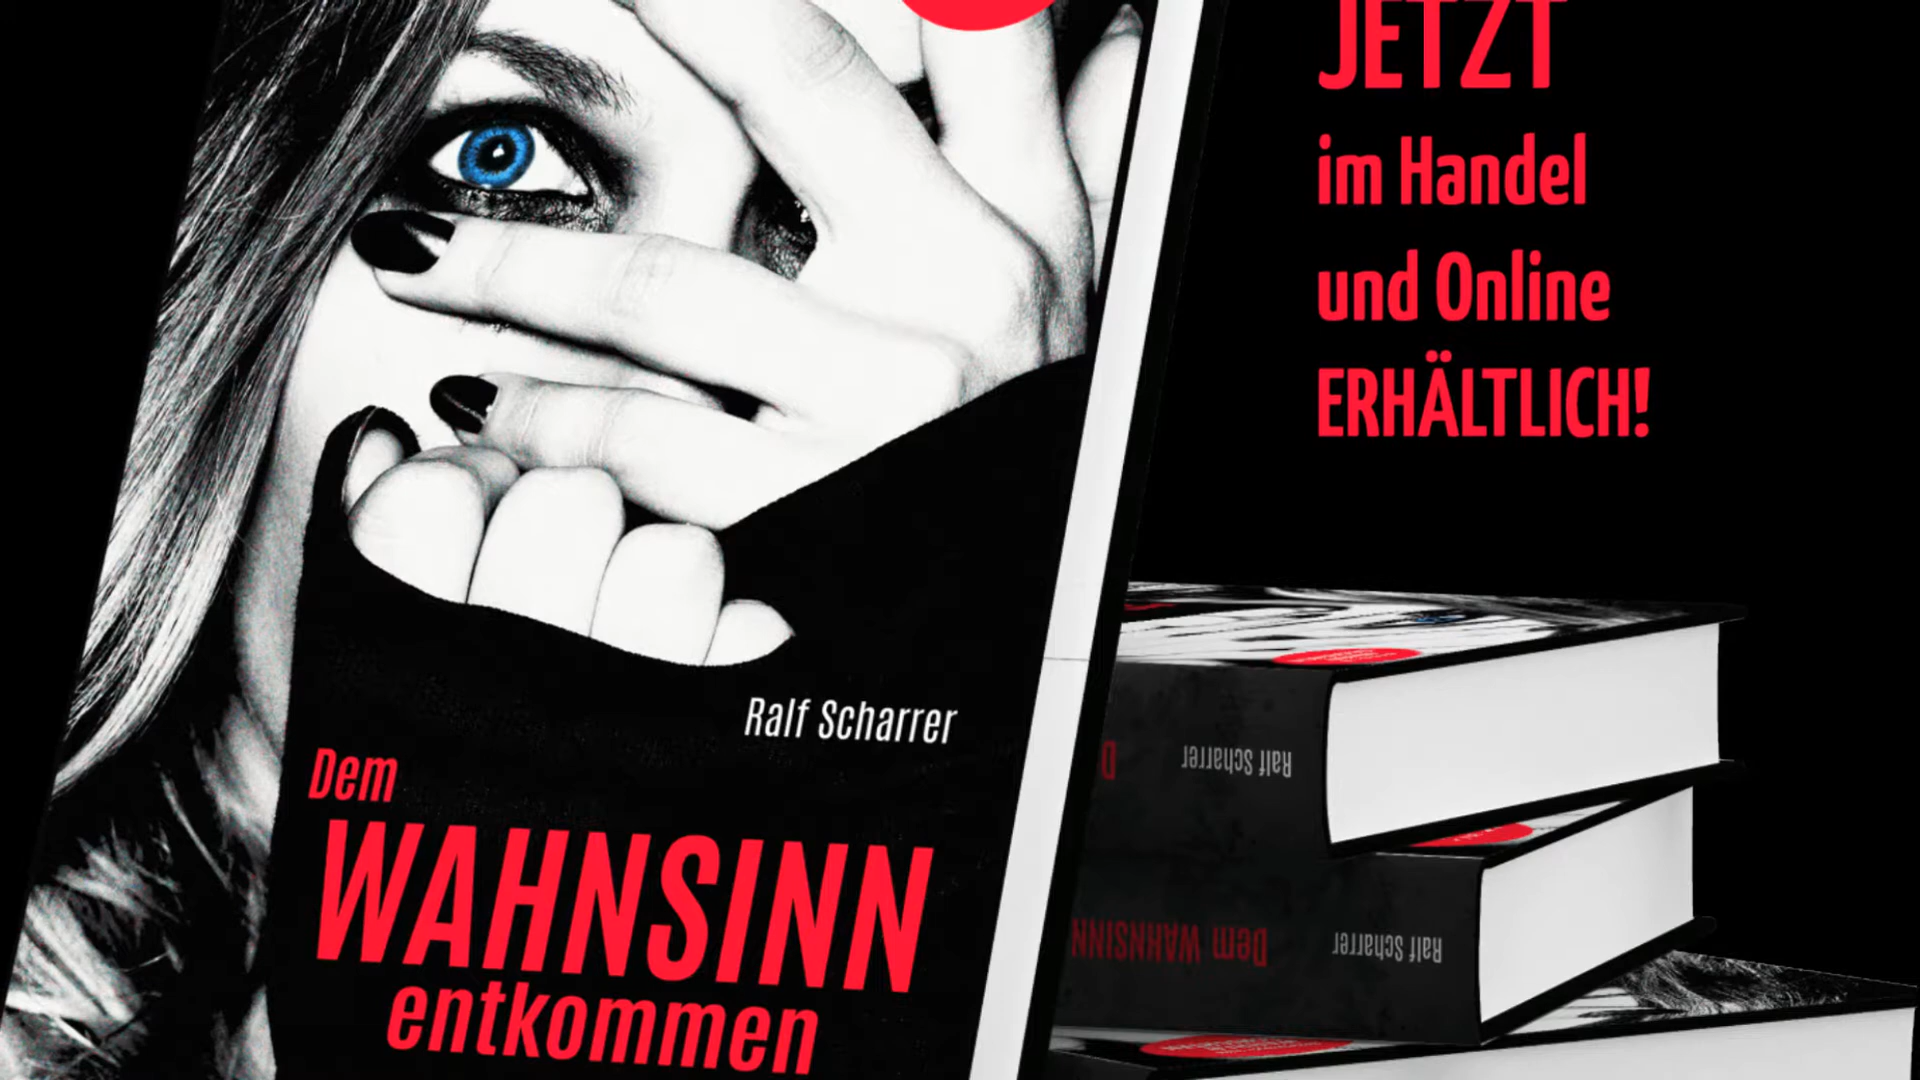 JETZT
im Handel
und Online
ERHÄLTLICH!
Ralf Scharrer
Dem
WAHNSINN
entkommen
Ralf Scharrer
Dem WAHNSINN
Ralf Scharrer